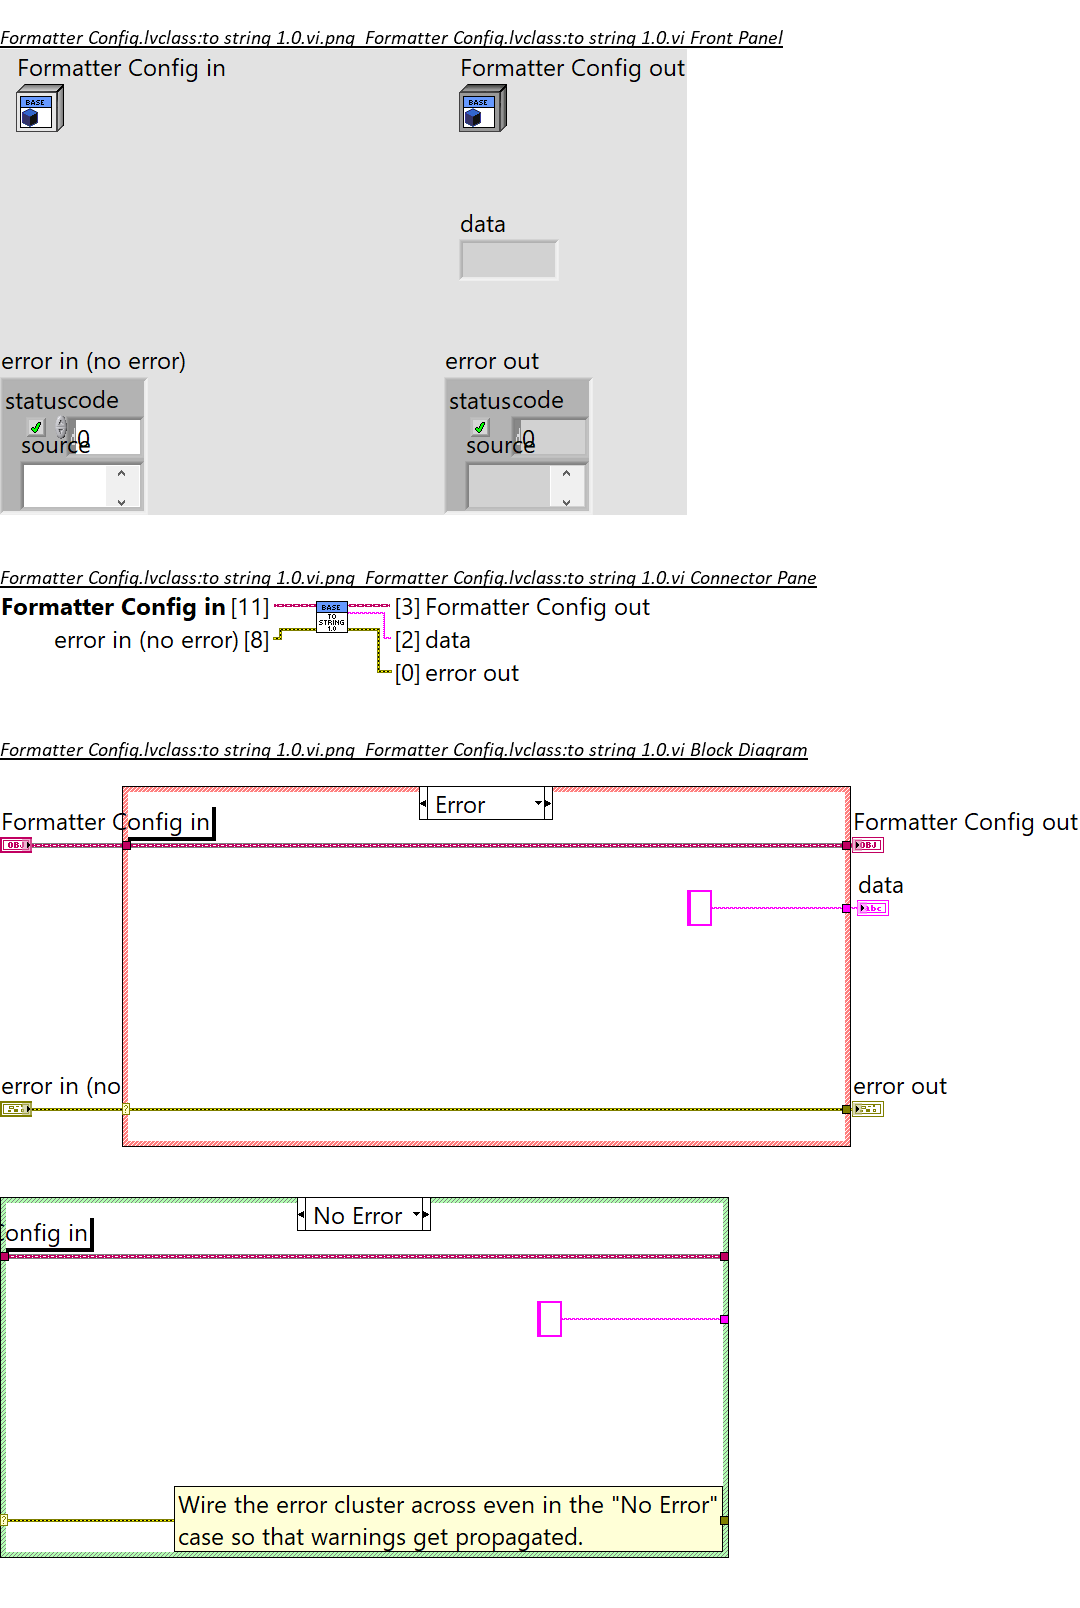 Formatter Config.lvclass:to string 1.0.vi.png Formatter Config.lvclass:to string 1.0.vi Front Panel
Formatter Config in
Formatter Config out
BASE
BASE
data
error in (no error)
error out
status code
status code
0
0
source
source
Formatter Config.lvclass:to string 1.0.vi.png Formatter Config.lvclass:to string 1.0.vi Connector Pane
Formatter Config in [11]
BASE
TO
STRING
1.0
[3] Formatter Config out
error in (no error) [8]
[2] data
[0] error out
Formatter Config.lvclass:to string 1.0.vi.png Formatter Config.lvclass:to string 1.0.vi Block Diagram
Error
Formatter Config in
Formatter Config out
OBJ
OBJ
data
abc
error in (no
error out
?
No Error
onfig in
Wire the error cluster across even in the "No Error"
case so that warnings get propagated.
?